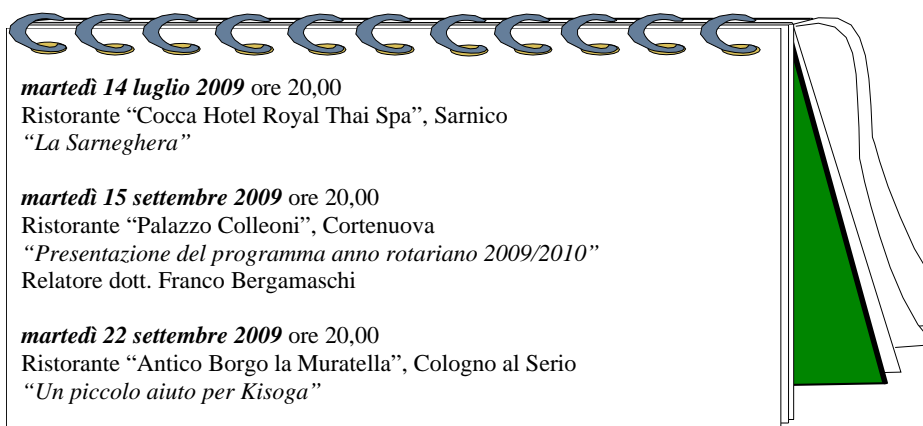 martedì 14 luglio 2009 ore 20,00
Ristorante “Cocca Hotel Royal Thai Spa”, Sarnico
“La Sarneghera”
martedì 15 settembre 2009 ore 20,00
Ristorante “Palazzo Colleoni”, Cortenuova
“Presentazione del programma anno rotariano 2009/2010”
Relatore dott. Franco Bergamaschi
martedì 22 settembre 2009 ore 20,00
Ristorante “Antico Borgo la Muratella”, Cologno al Serio
“Un piccolo aiuto per Kisoga”